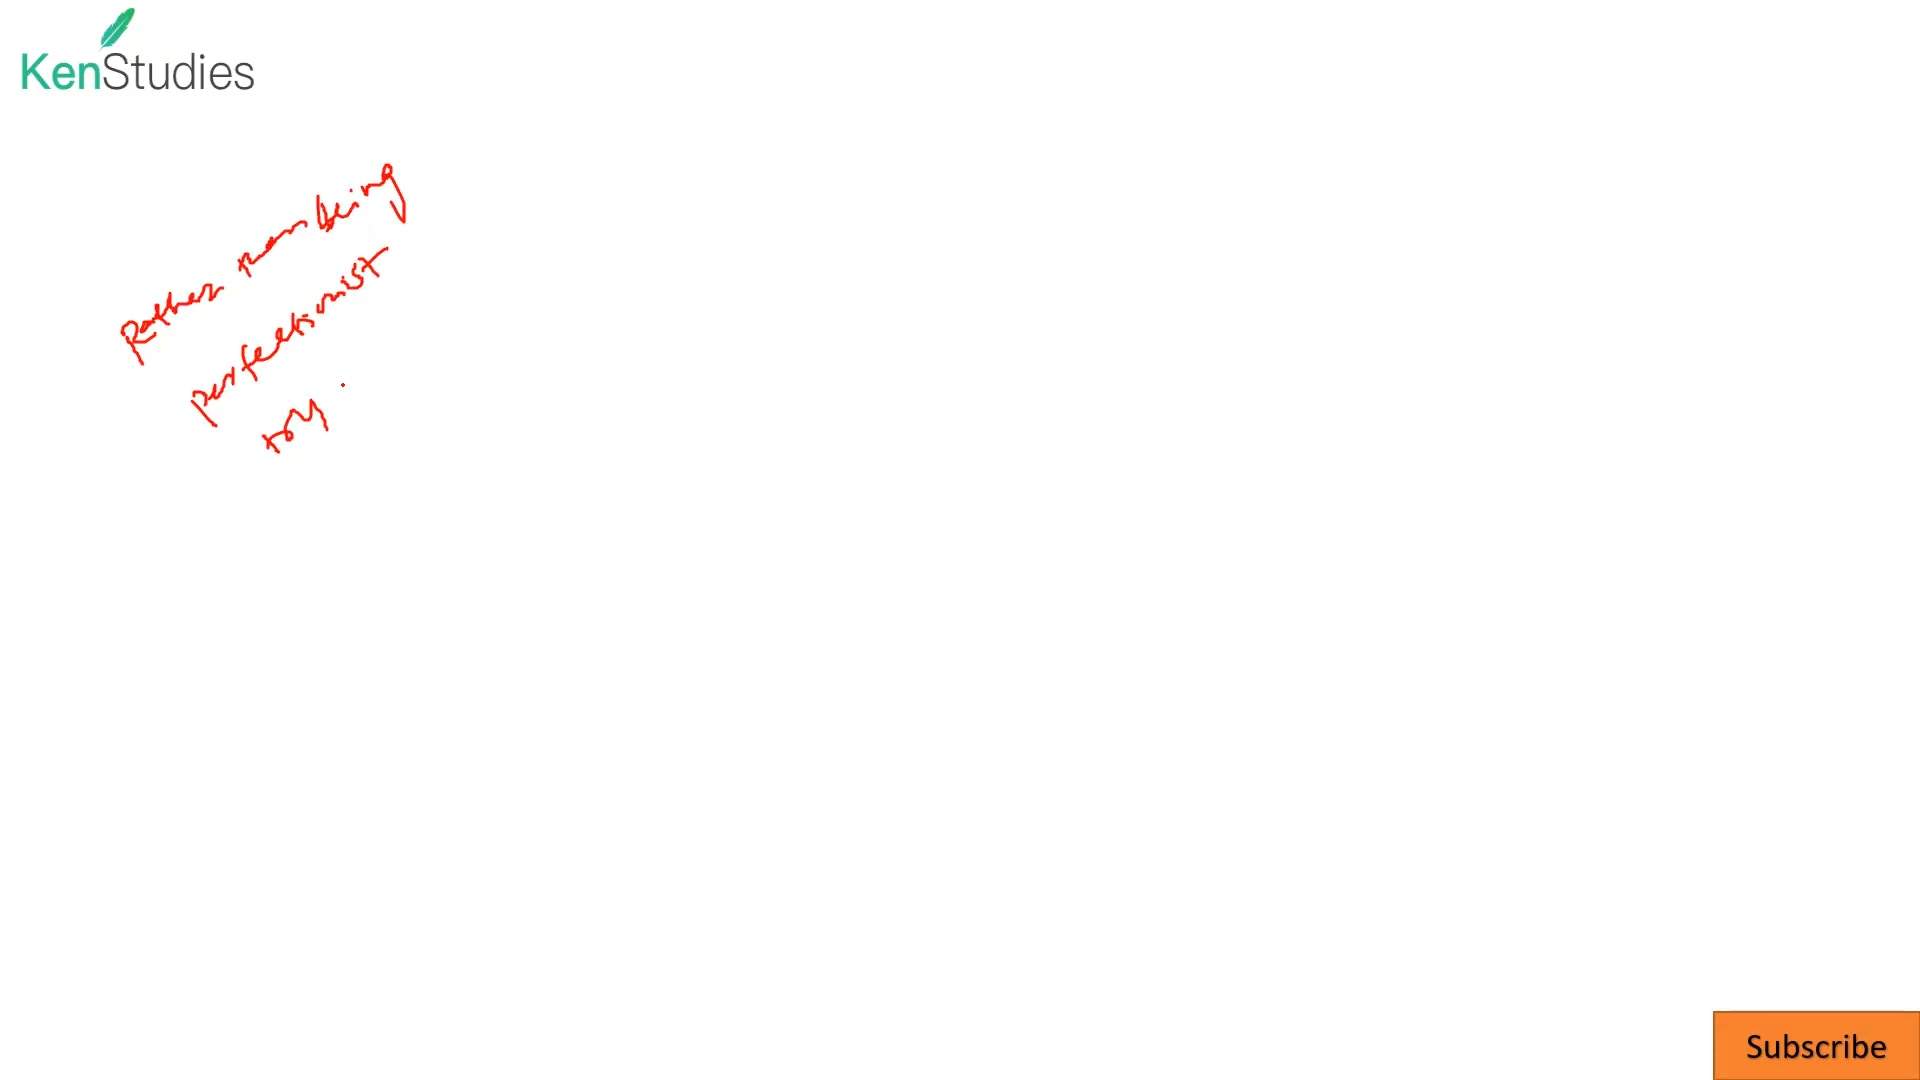 KenStudies
Rather than being
perfectionist
try
Subscribe